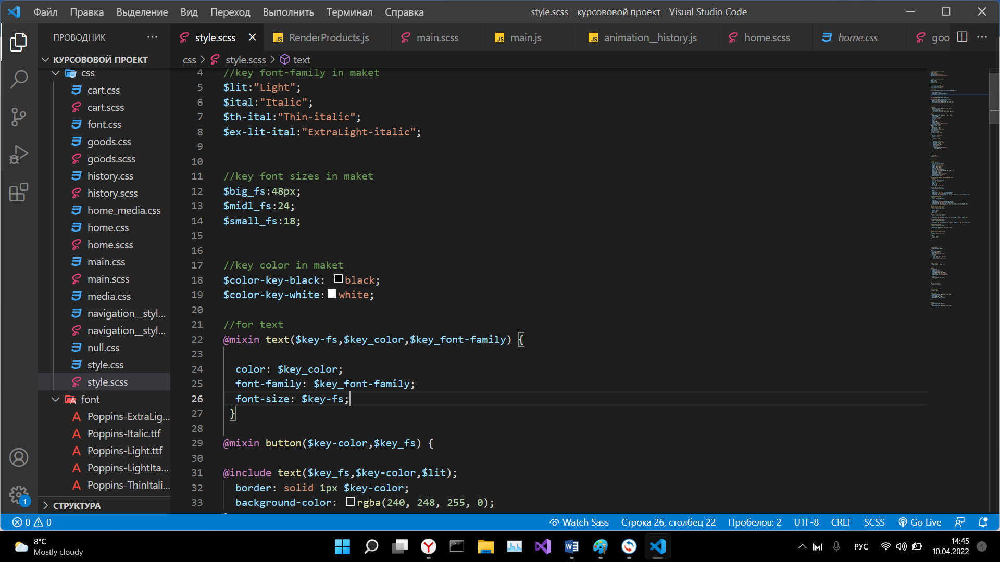 Файл Правка Выделение Вид Переход Выполнить Терминал Справка
style.scss - курсововой проект - Visual Studio Code
ПРОВОДНИК
style.scss
RenderProducts.js
main.scss
main.js
animation__history.js
home.scss
home.css
goo
КУРСОВОВОЙ ПРОЕКТ
css
cart.css
cart.scss
font.css
goods.css
goods.scss
history.css
history.scss
home_media.css
home.css
home.scss
main.css
main.scss
media.css
navigation__styl...
navigation__styl...
null.css
style.css
style.scss
font
Poppins-ExtraLig...
Poppins-Italic.ttf
Poppins-Light.ttf
Poppins-LightIta...
Poppins-ThinItali...
СТРУКТУРА
css > style.scss > text
4 //key font-family in maket
5 $lit:"Light";
6 $ital:"Italic";
7 $th-ital:"Thin-italic";
8 $ex-lit-ital:"ExtraLight-italic";
9
10
11 //key font sizes in maket
12 $big_fs:48px;
13 $midl_fs:24;
14 $small_fs:18;
15
16
17 //key color in maket
18 $color-key-black: black;
19 $color-key-white:white;
20
21 //for text
22 @mixin text($key-fs,$key_color,$key_font-family) {
23
24 color: $key_color;
25 font-family: $key_font-family;
26 font-size: $key-fs;
27 }
28
29 @mixin button($key-color,$key_fs) {
30
31 @include text($key_fs,$key-color,$lit);
32 border: solid 1px $key-color;
33 background-color: rgba(240, 248, 255, 0);
1
0 0
Watch Sass
Строка 26, столбец 22
Пробелов: 2
UTF-8
CRLF
SCSS
Go Live
8°C
Mostly cloudy
РУС
14:45
10.04.2022
1